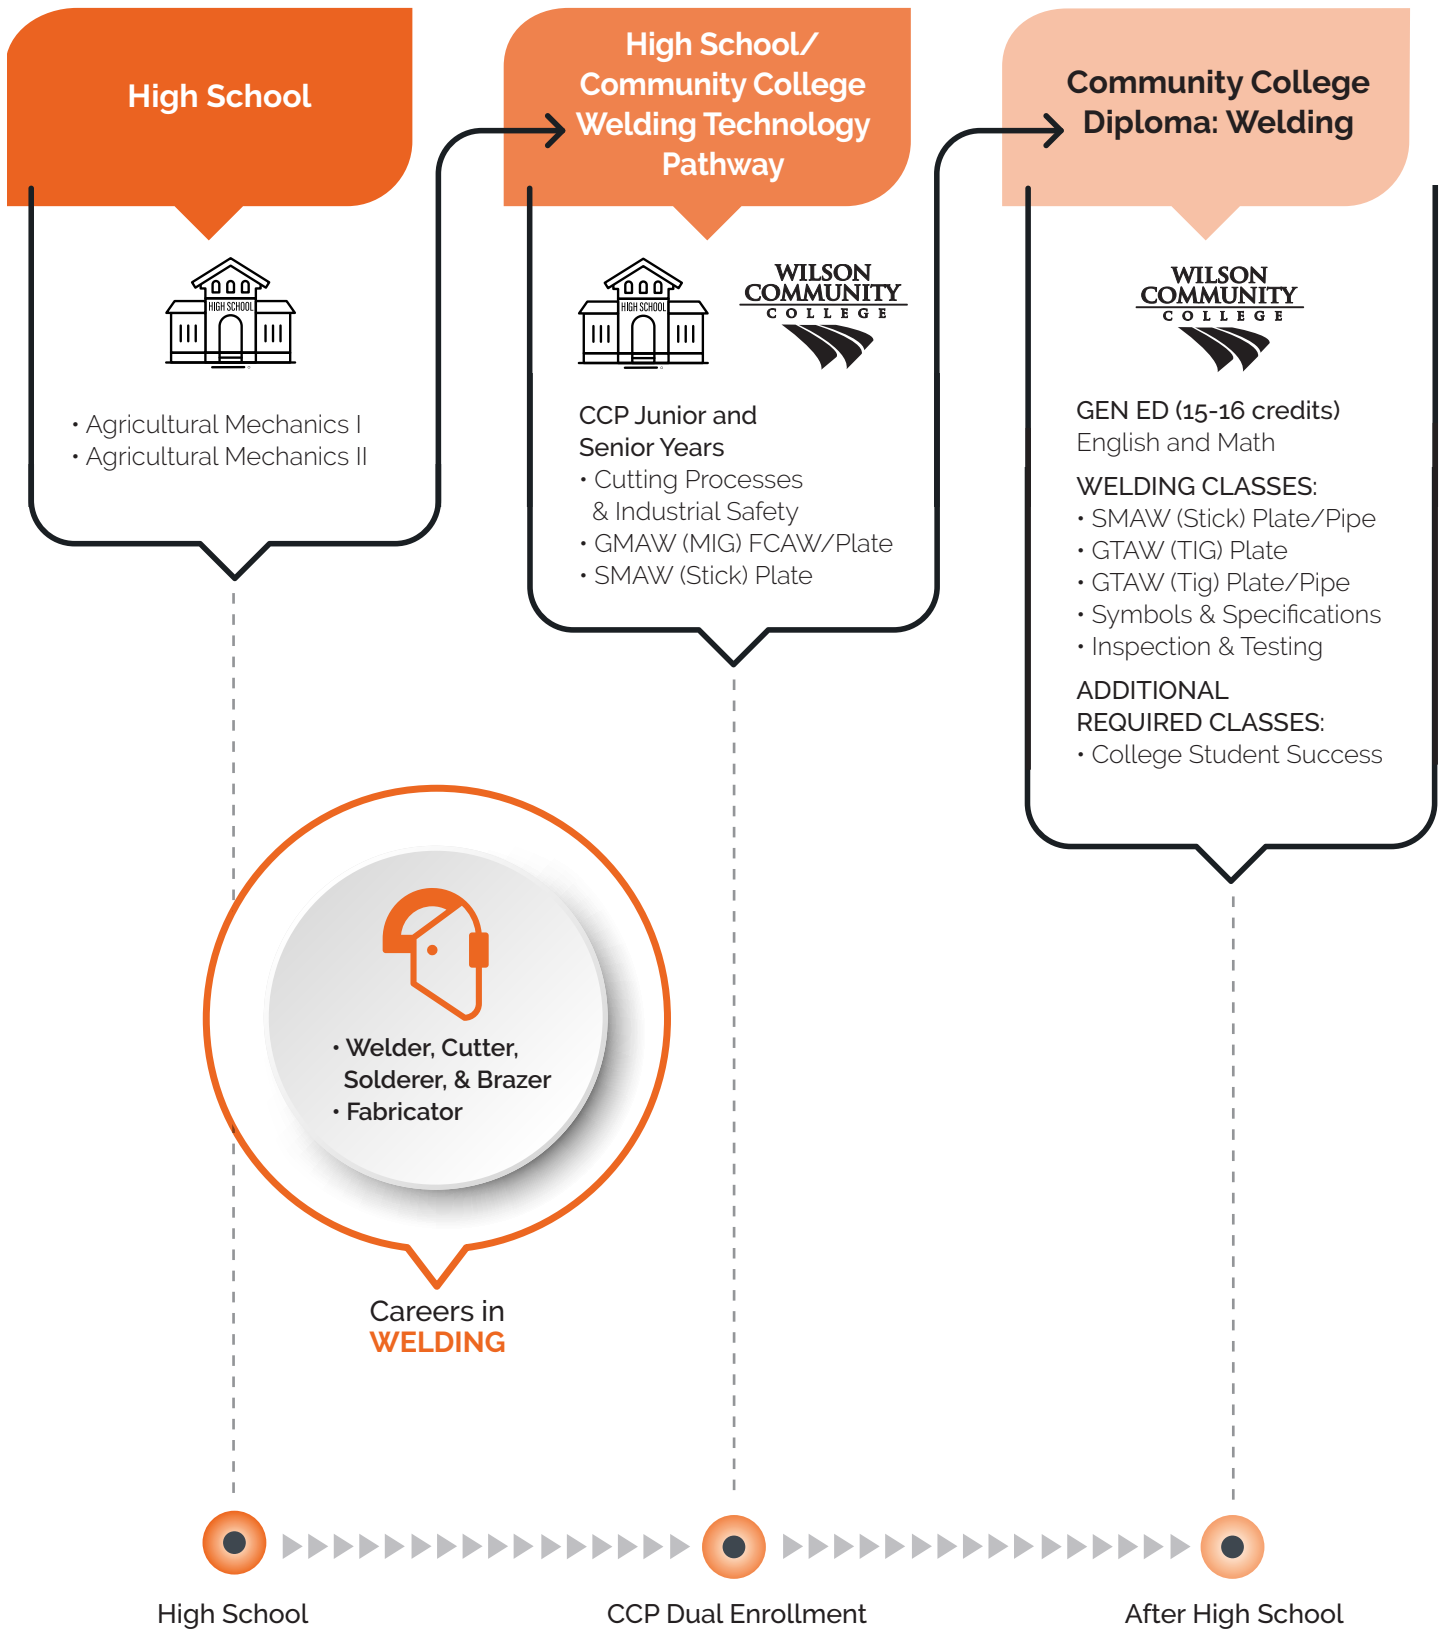 High School
• Agricultural Mechanics I
• Agricultural Mechanics II
HIGH SCHOOL
High School/
Community College
Welding Technology
Pathway
HIGH SCHOOL
WILSON
COMMUNITY
COLLEGE
CCP Junior and
Senior Years
• Cutting Processes
& Industrial Safety
• GMAW (MIG) FCAW/Plate
• SMAW (Stick) Plate
Community College
Diploma: Welding
WILSON
COMMUNITY
COLLEGE
GEN ED (15-16 credits)
English and Math
WELDING CLASSES:
• SMAW (Stick) Plate/Pipe
• GTAW (TIG) Plate
• GTAW (Tig) Plate/Pipe
• Symbols & Specifications
• Inspection & Testing
ADDITIONAL
REQUIRED CLASSES:
• College Student Success
• Welder, Cutter,
Solderer, & Brazer
• Fabricator
Careers in
WELDING
High School
CCP Dual Enrollment
After High School